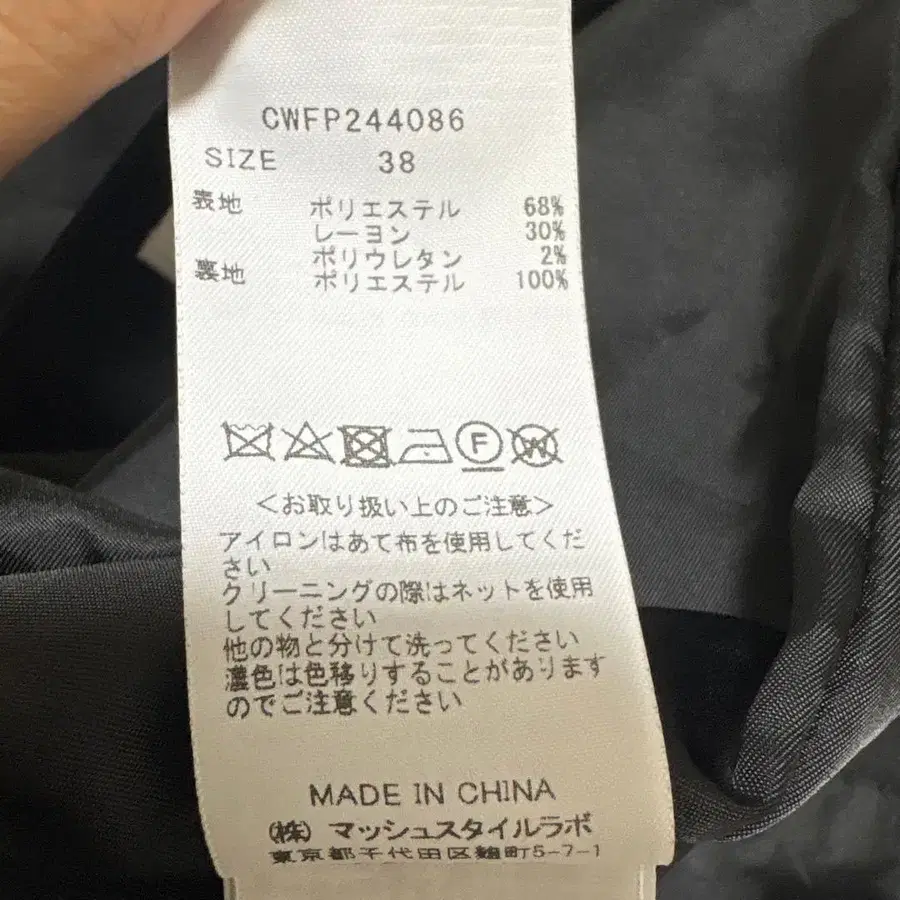 CWFP244086
SIZE 38
表地 ポリエステル 68%
レーヨン 30%
ポリウレタン 2%
裏地 ポリエステル 100%
F W
<お取り扱い上のご注意>
アイロンはあて布を使用してくだ
さい
クリーニングの際はネットを使用
してください
他の物と分けて洗ってください
濃色は色移りすることがあります
のでご注意ください
MADE IN CHINA
(株) マッシュスタイルラボ
東京都千代田区麹町5-7-1